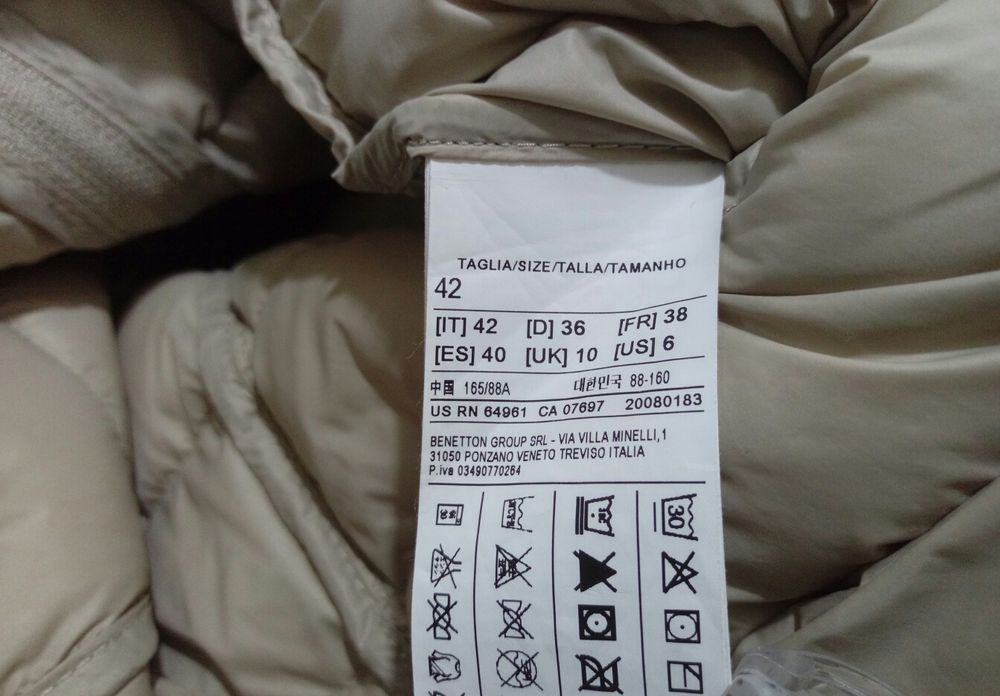 TAGLIA/SIZE/TALLA/TAMANHO
42
[IT] 42 [D] 36 [FR] 38
[ES] 40 [UK] 10 [US] 6
中国 165/88A 대한민국 88-160
US RN 64961 CA 07697 20080183
BENETTON GROUP SRL - VIA VILLA MINELLI,1
31050 PONZANO VENETO TREVISO ITALIA
P.iva 03490770264
30